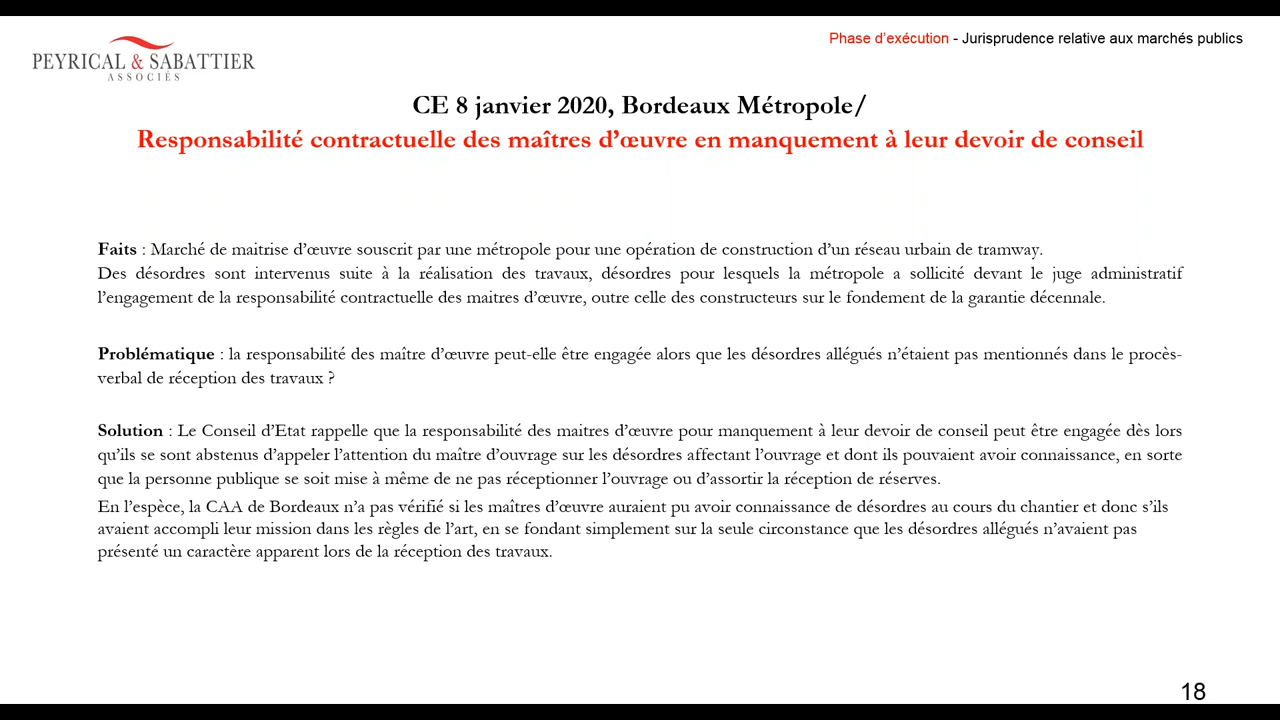 PEYRICAL & SABATTIER
ASSOCIÉS
Phase d'exécution - Jurisprudence relative aux marchés publics
CE 8 janvier 2020, Bordeaux Métropole/
Responsabilité contractuelle des maîtres d'œuvre en manquement à leur devoir de conseil
Faits : Marché de maitrise d'œuvre souscrit par une métropole pour une opération de construction d'un réseau urbain de tramway.
Des désordres sont intervenus suite à la réalisation des travaux, désordres pour lesquels la métropole a sollicité devant le juge administratif
l'engagement de la responsabilité contractuelle des maitres d'œuvre, outre celle des constructeurs sur le fondement de la garantie décennale.
Problématique : la responsabilité des maître d'œuvre peut-elle être engagée alors que les désordres allégués n'étaient pas mentionnés dans le procès-
verbal de réception des travaux ?
Solution : Le Conseil d'Etat rappelle que la responsabilité des maitres d'œuvre pour manquement à leur devoir de conseil peut être engagée dès lors
qu'ils se sont abstenus d'appeler l'attention du maître d'ouvrage sur les désordres affectant l'ouvrage et dont ils pouvaient avoir connaissance, en sorte
que la personne publique se soit mise à même de ne pas réceptionner l'ouvrage ou d'assortir la réception de réserves.
En l'espèce, la CAA de Bordeaux n'a pas vérifié si les maîtres d'œuvre auraient pu avoir connaissance de désordres au cours du chantier et donc s'ils
avaient accompli leur mission dans les règles de l'art, en se fondant simplement sur la seule circonstance que les désordres allégués n'avaient pas
présenté un caractère apparent lors de la réception des travaux.
18